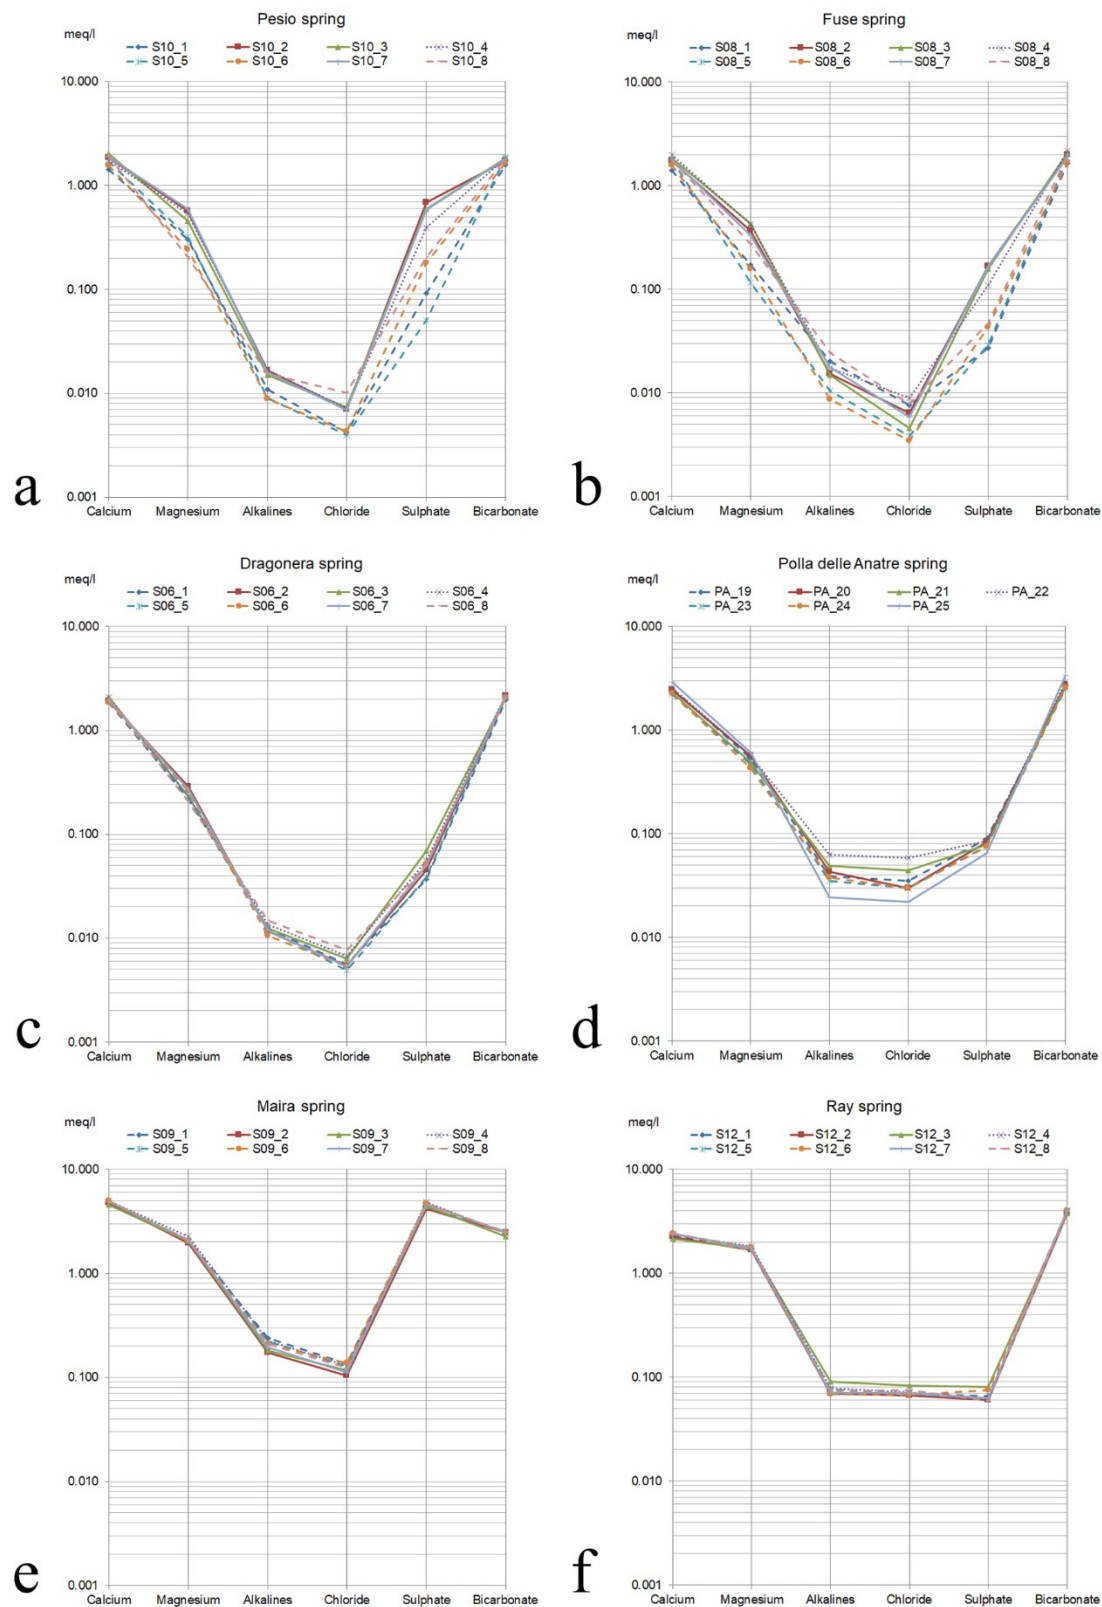 Pesio spring
meq/l
S10_1 S10_2 S10_3 S10_4
S10_5 S10_6 S10_7 S10_8
10.000
1.000
0.100
0.010
0.001
Calcium Magnesium Alkalines Chloride Sulphate Bicarbonate
a
Fuse spring
meq/l
S08_1 S08_2 S08_3 S08_4
S08_5 S08_6 S08_7 S08_8
10.000
1.000
0.100
0.010
0.001
Calcium Magnesium Alkalines Chloride Sulphate Bicarbonate
b
Dragonera spring
meq/l
S06_1 S06_2 S06_3 S06_4
S06_5 S06_6 S06_7 S06_8
10.000
1.000
0.100
0.010
0.001
Calcium Magnesium Alkalines Chloride Sulphate Bicarbonate
c
Polla delle Anatre spring
meq/l
PA_19 PA_20 PA_21 PA_22
PA_23 PA_24 PA_25
10.000
1.000
0.100
0.010
0.001
Calcium Magnesium Alkalines Chloride Sulphate Bicarbonate
d
Maira spring
meq/l
S09_1 S09_2 S09_3 S09_4
S09_5 S09_6 S09_7 S09_8
10.000
1.000
0.100
0.010
0.001
Calcium Magnesium Alkalines Chloride Sulphate Bicarbonate
e
Ray spring
meq/l
S12_1 S12_2 S12_3 S12_4
S12_5 S12_6 S12_7 S12_8
10.000
1.000
0.100
0.010
0.001
Calcium Magnesium Alkalines Chloride Sulphate Bicarbonate
f